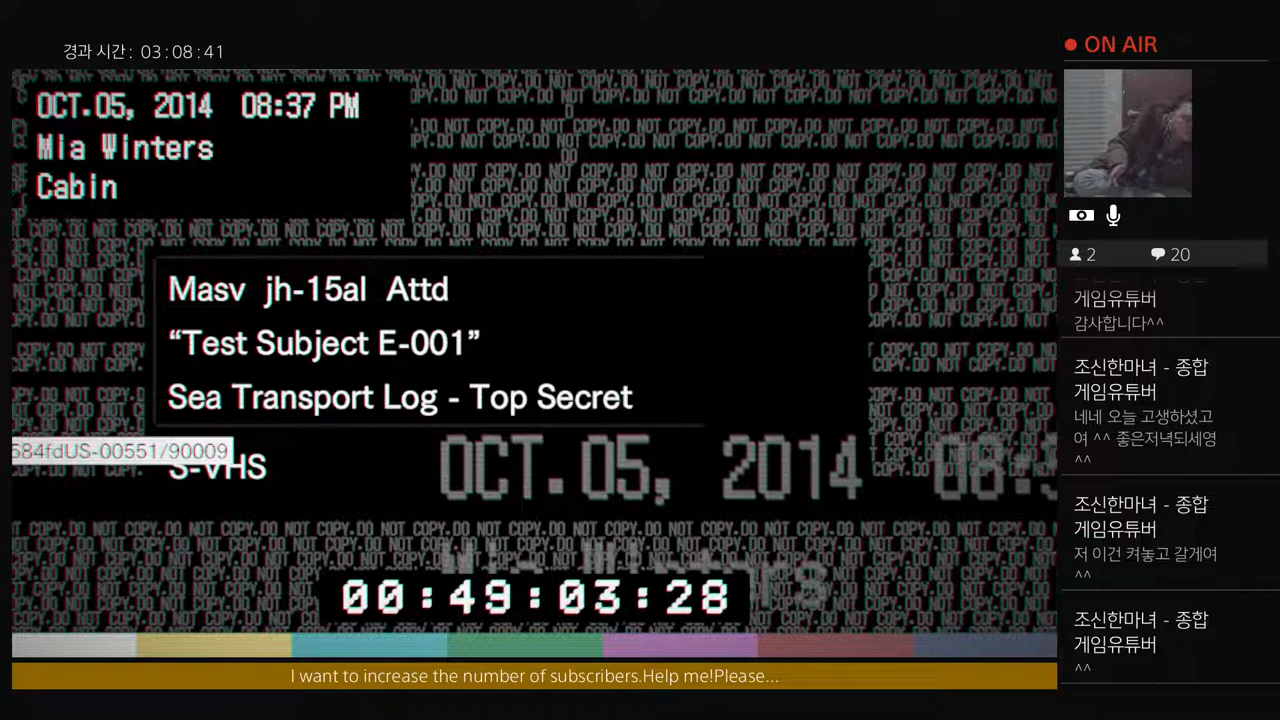 경과 시간: 03:08:41
ON AIR
OCT.05, 2014 08:37 PM
Mia Winters
Cabin
Masv jh-15al Attd
“Test Subject E-001”
Sea Transport Log - Top Secret
584fdUS-00551/90009
S-VHS
OCT.05, 2014
Mia Winters
00:49:03:28
I want to increase the number of subscribers.Help me!Please...
2
20
게임유튜버
감사합니다^^
조신한마녀 - 종합
게임유튜버
네네 오늘 고생하셨고
여 ^^ 좋은저녁되세영
^^
조신한마녀 - 종합
게임유튜버
저 이건 켜놓고 갈게여
^^
조신한마녀 - 종합
게임유튜버
^^